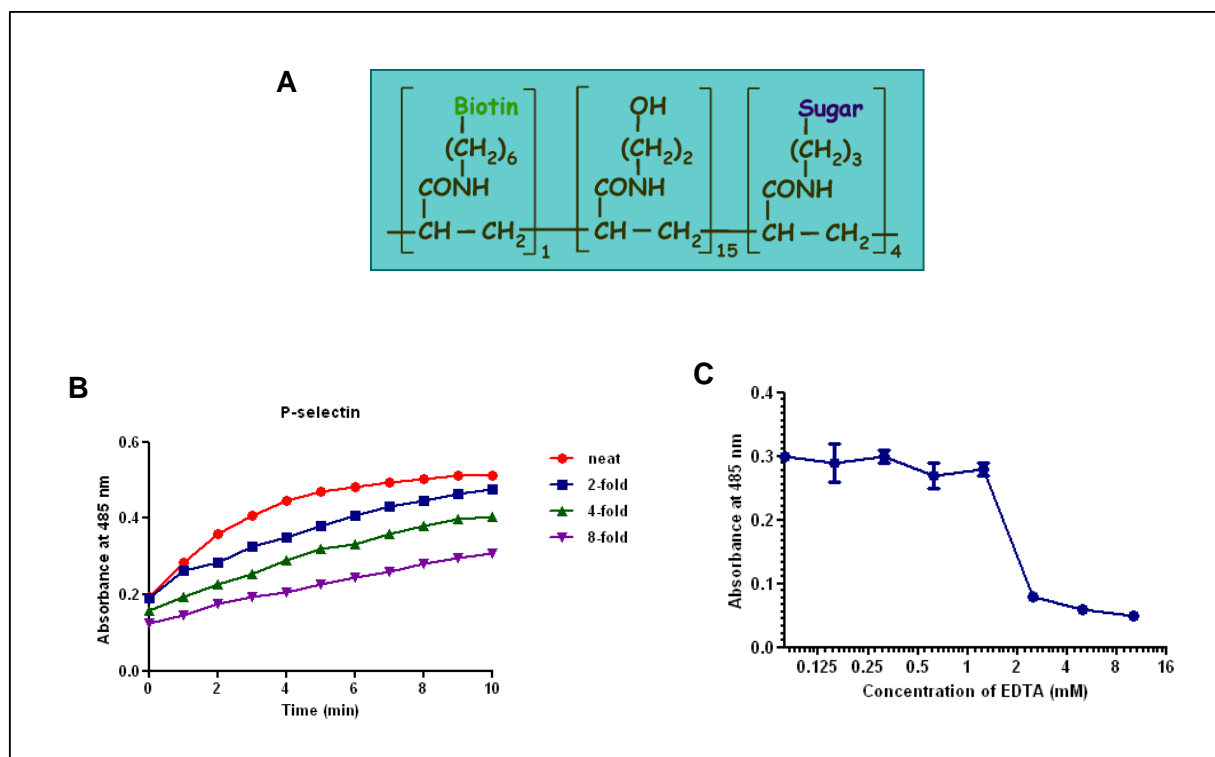 A
Biotin OH Sugar
(CH2)6 (CH2)2 (CH2)3
CONH CONH CONH
CH — CH2 CH — CH2 CH — CH2
1 15 4
B
P-selectin
Absorbance at 485 nm
0.6
0.4
0.2
0.0
0 2 4 6 8 10
Time (min)
neat
2-fold
4-fold
8-fold
C
Absorbance at 485 nm
0.4
0.3
0.2
0.1
0.0
0.125 0.25 0.5 1 2 4 8 16
Concentration of EDTA (mM)